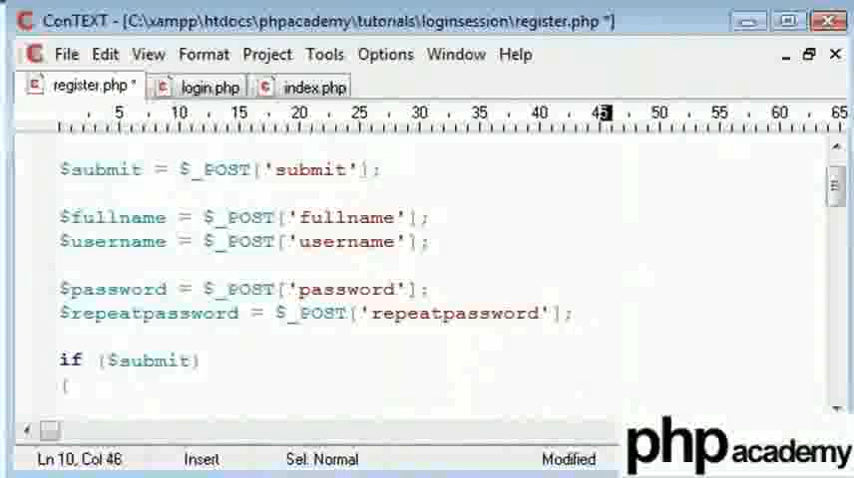 ConTEXT - [C:\xampp\htdocs\phpacademy\tutorials\loginsession\register.php *]
File Edit View Format Project Tools Options Window Help
register.php * login.php index.php
5 10 15 20 25 30 35 40 45 50 55 60 65
$submit = $_POST['submit'];
$fullname = $_POST['fullname'];
$username = $_POST['username'];
$password = $_POST['password'];
$repeatpassword = $_POST['repeatpassword'];
if ($submit)
{
Ln 10, Col 46 Insert Sel: Normal Modified
php academy